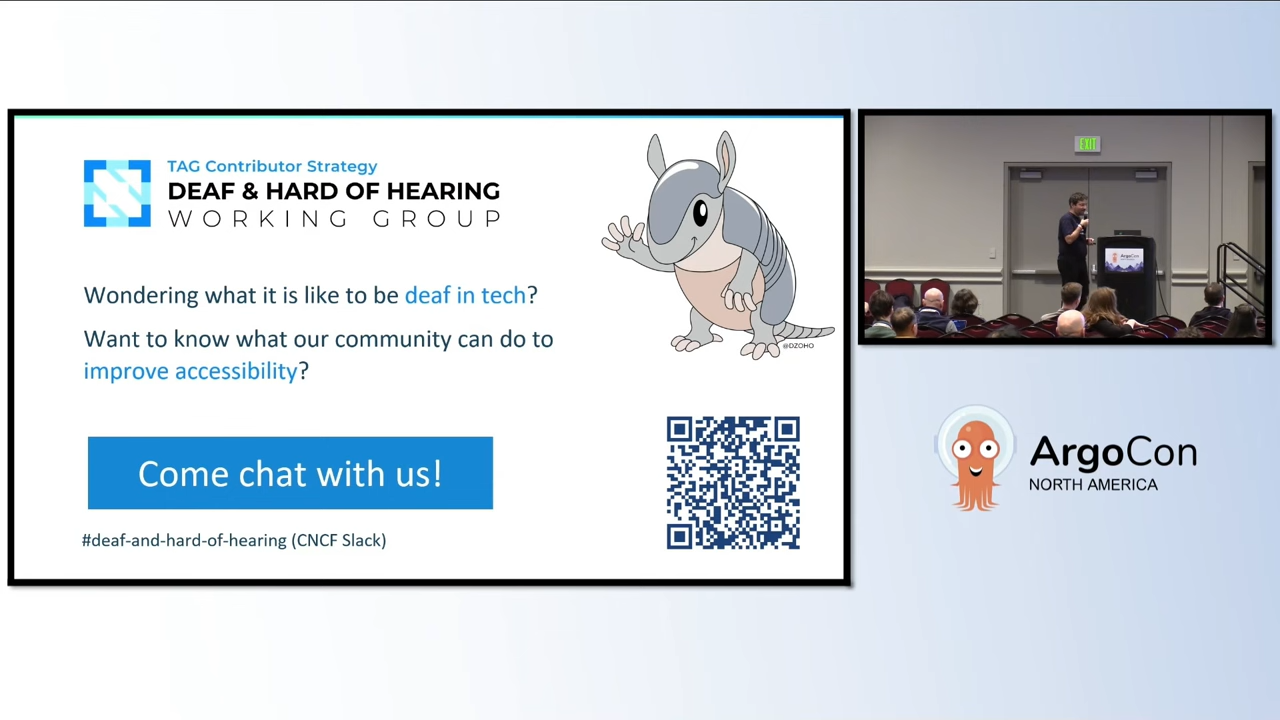 TAG Contributor Strategy
DEAF & HARD OF HEARING
WORKING GROUP
Wondering what it is like to be deaf in tech?
Want to know what our community can do to
improve accessibility?
@DZOHO
Come chat with us!
#deaf-and-hard-of-hearing (CNCF Slack)
EXIT
ArgoCon
ArgoCon
NORTH AMERICA